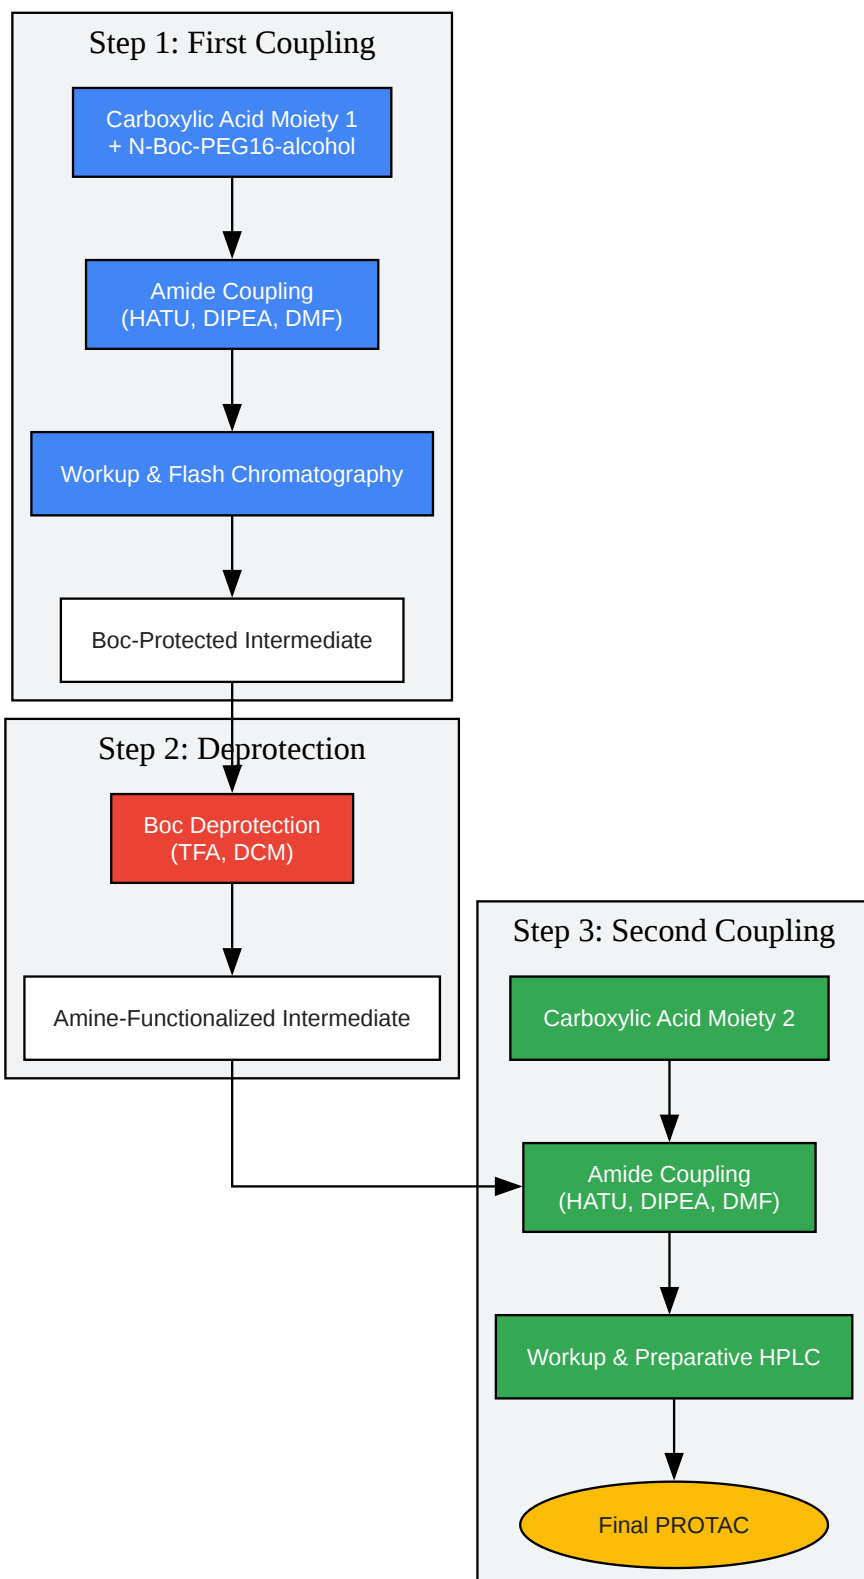 Step 1: First Coupling
Carboxylic Acid Moiety 1
+ N-Boc-PEG16-alcohol
Amide Coupling
(HATU, DIPEA, DMF)
Workup & Flash Chromatography
Boc-Protected Intermediate
Step 2: Deprotection
Boc Deprotection
(TFA, DCM)
Amine-Functionalized Intermediate
Step 3: Second Coupling
Carboxylic Acid Moiety 2
Amide Coupling
(HATU, DIPEA, DMF)
Workup & Preparative HPLC
Final PROTAC